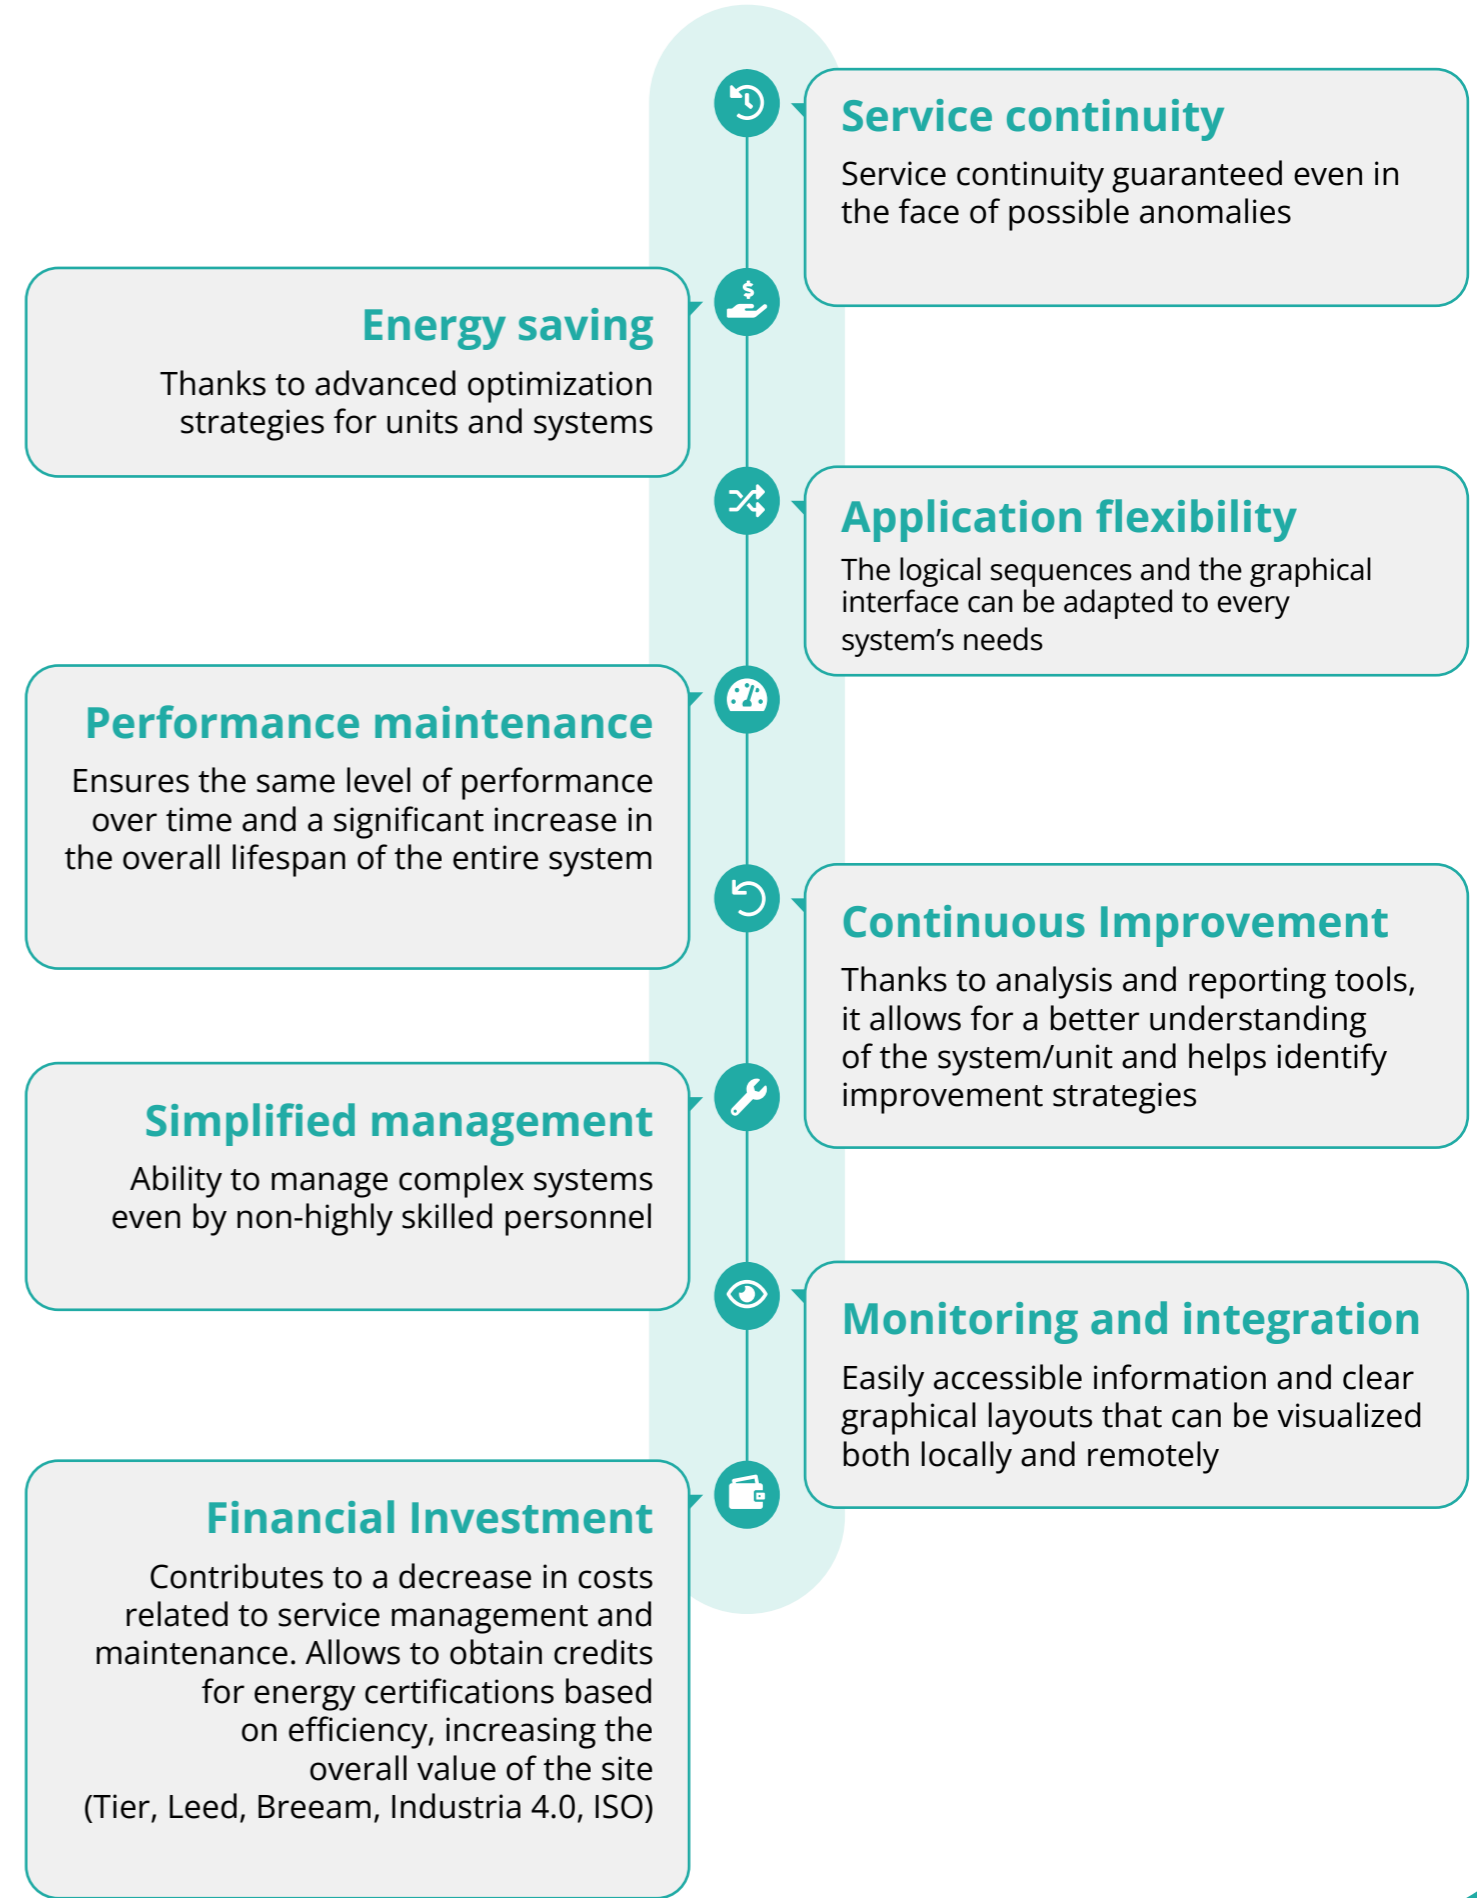 Service continuity
Service continuity guaranteed even in
the face of possible anomalies
Energy saving
Thanks to advanced optimization
strategies for units and systems
Application flexibility
The logical sequences and the graphical
interface can be adapted to every
system’s needs
Performance maintenance
Ensures the same level of performance
over time and a significant increase in
the overall lifespan of the entire system
Continuous Improvement
Thanks to analysis and reporting tools,
it allows for a better understanding
of the system/unit and helps identify
improvement strategies
Simplified management
Ability to manage complex systems
even by non-highly skilled personnel
Monitoring and integration
Easily accessible information and clear
graphical layouts that can be visualized
both locally and remotely
Financial Investment
Contributes to a decrease in costs
related to service management and
maintenance. Allows to obtain credits
for energy certifications based
on efficiency, increasing the
overall value of the site
(Tier, Leed, Breeam, Industria 4.0, ISO)